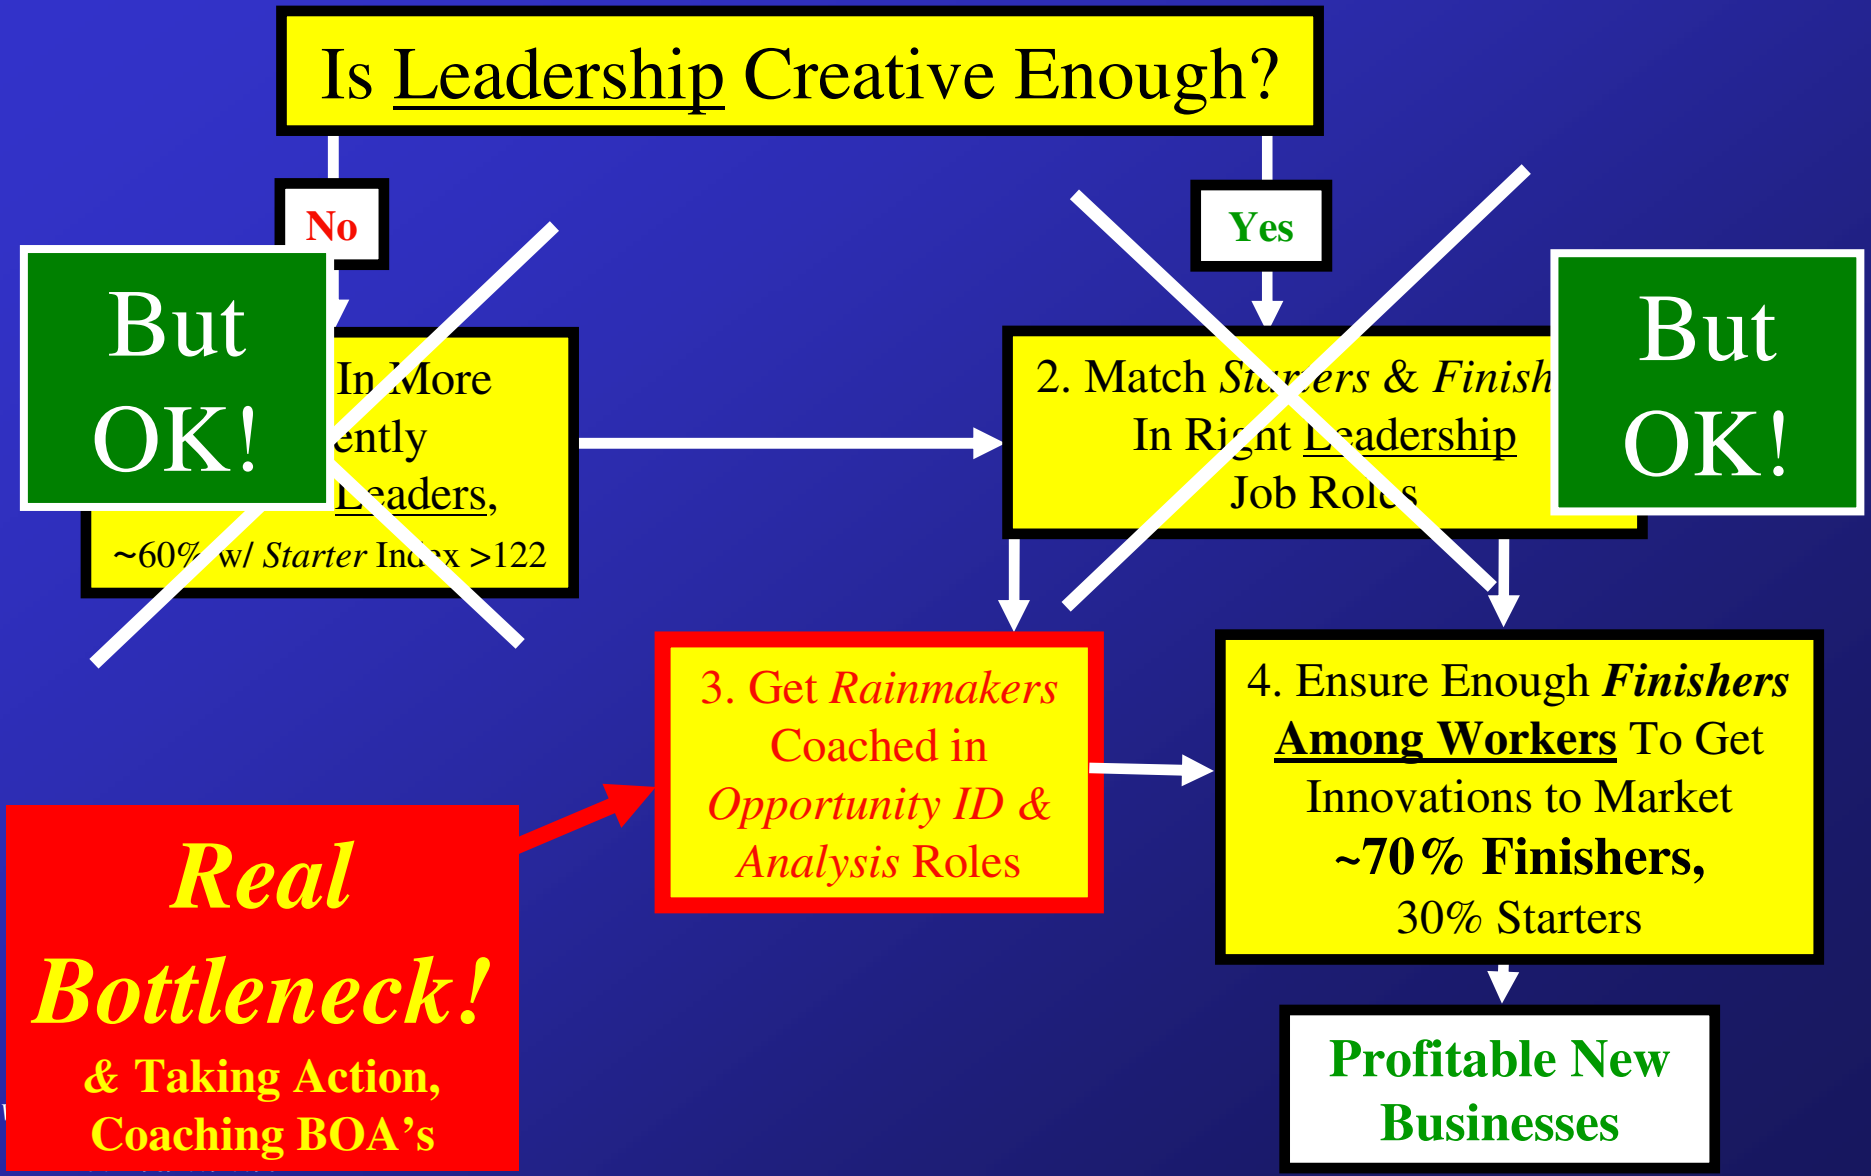 Is Leadership Creative Enough?
No
Yes
But
OK!
But
OK!
In More
ently
Leaders,
~60% w/ Starter Index >122
2. Match Starters & Finish
In Right Leadership
Job Roles
3. Get Rainmakers
Coached in
Opportunity ID &
Analysis Roles
4. Ensure Enough Finishers
Among Workers To Get
Innovations to Market
~70% Finishers,
30% Starters
Real
Bottleneck!
& Taking Action,
Coaching BOA's
Profitable New
Businesses